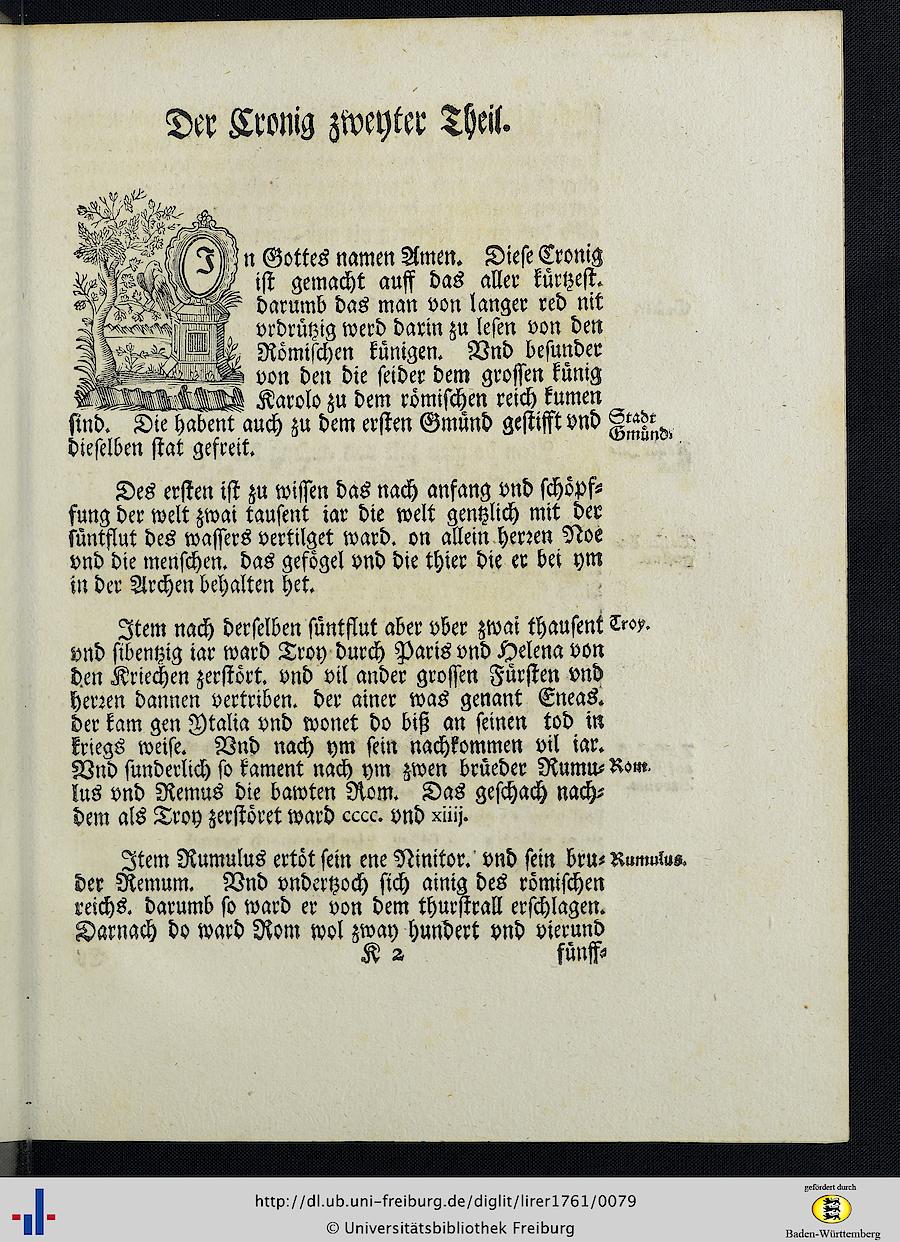 Der Cronig zweyter Theil.
In Gottes namen Amen. Diese Cronig
ist gemacht auff das aller kürtzest.
darumb das man von langer red nit
vrdrützig werd darin zu lesen von den
Römischen künigen. Vnd besunder
von den die seider dem grossen künig
Karolo zu dem römischen reich kumen
sind. Die habent auch zu dem ersten Gmünd gestifft vnd
Stadt
Gmünd.
dieselben stat gefreit.
Des ersten ist zu wissen das nach anfang vnd schöpf-
fung der welt zwai tausent iar die welt gentzlich mit der
süntflut des wassers vertilget ward. on allein herren Noe
vnd die menschen. das gefögel vnd die thier die er bei ym
in der Archen behalten het.
Item nach derselben süntflut aber vber zwai thausent
Troy.
vnd sibentzig iar ward Troy durch Paris vnd Helena von
den Kriechen zerstört. vnd vil ander grossen Fürsten vnd
herren dannen vertriben. der ainer was genant Eneas.
der kam gen Ytalia vnd wonet do biß an seinen tod in
kriegs weise. Vnd nach ym sein nachkommen vil iar.
Vnd sunderlich so kament nach ym zwen brüeder Rumu-
Rom.
lus vnd Remus die bawten Rom. Das geschach nach-
dem als Troy zerstöret ward cccc. vnd xiiij.
Item Rumulus ertöt sein ene Ninitor. vnd sein bru-
Rumulus.
der Remum. Vnd vndertzoch sich ainig des römischen
reichs. darumb so ward er von dem thurstrall erschlagen.
Darnach do ward Rom wol zway hundert vnd vierund
K 2 fünff-
http://dl.ub.uni-freiburg.de/diglit/lirer1761/0079
© Universitätsbibliothek Freiburg
gefördert durch
Baden-Württemberg